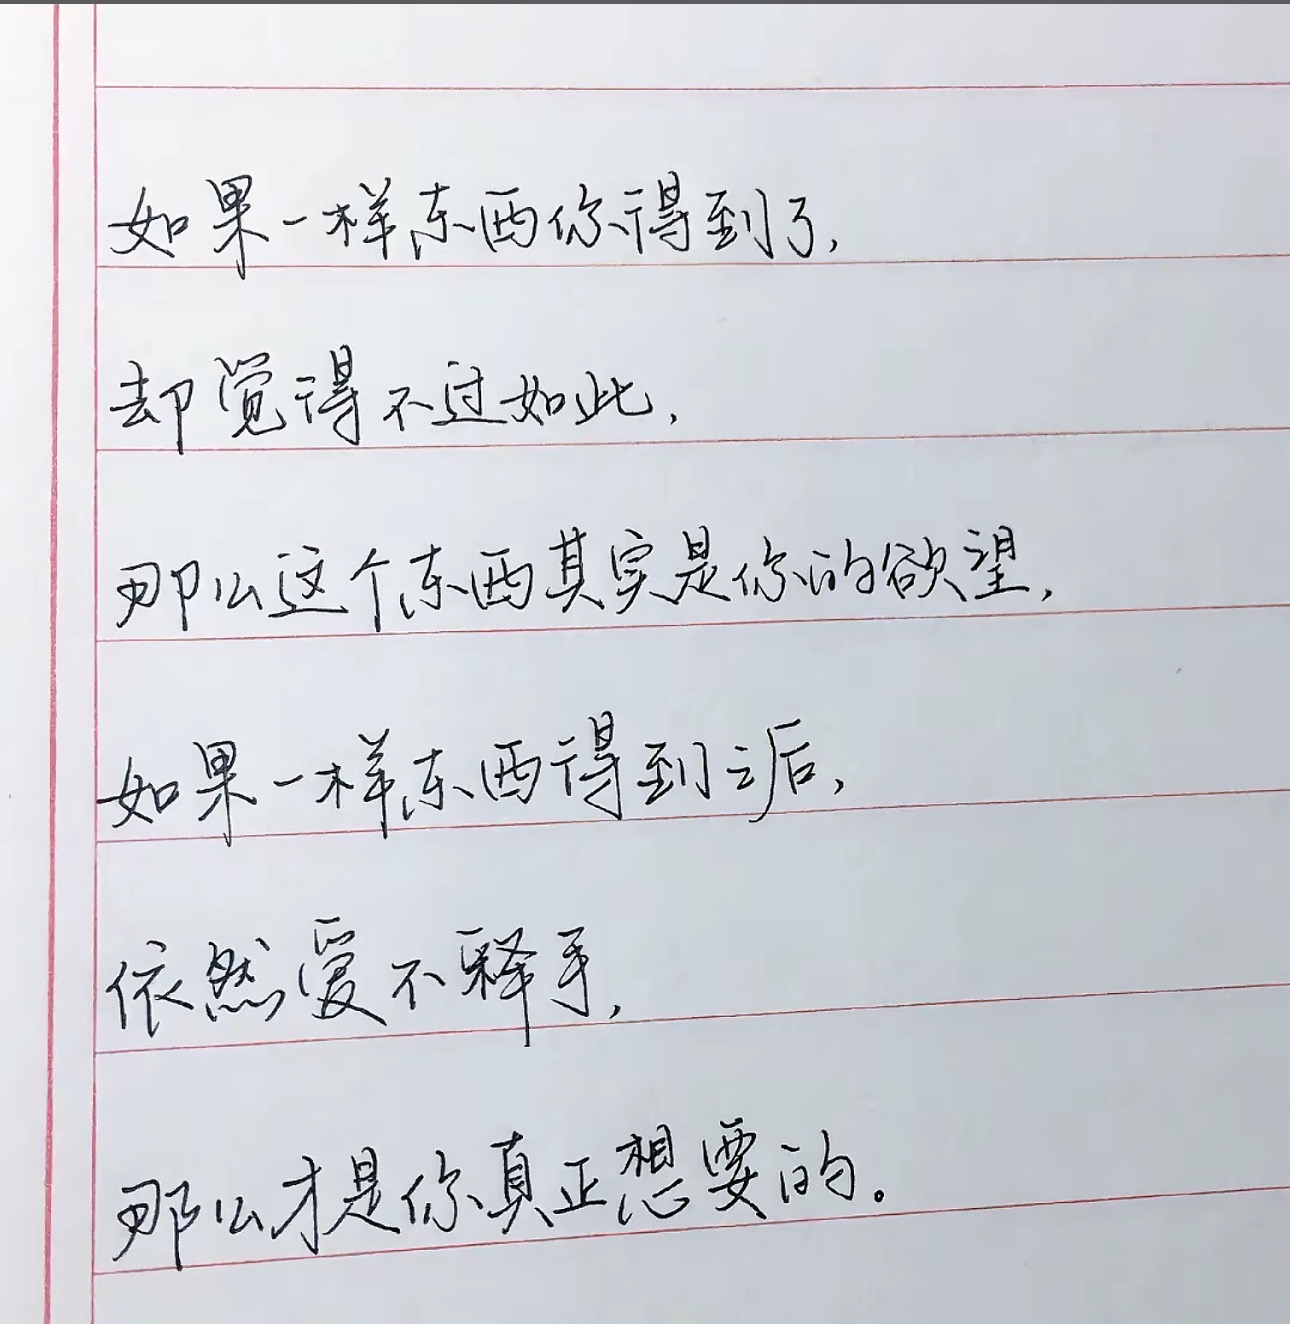 如果一样东西你得到了,
却觉得不过如此,
那么这个东西其实是你的欲望,
如果一样东西得到之后,
依然爱不释手,
那么才是你真正想要的。